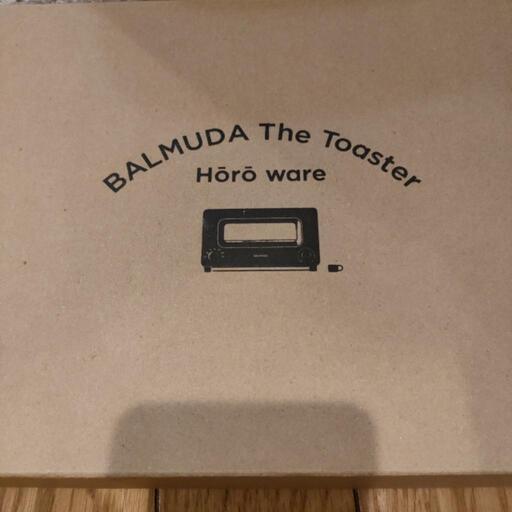 BALMUDA The Toaster
Hōrō ware